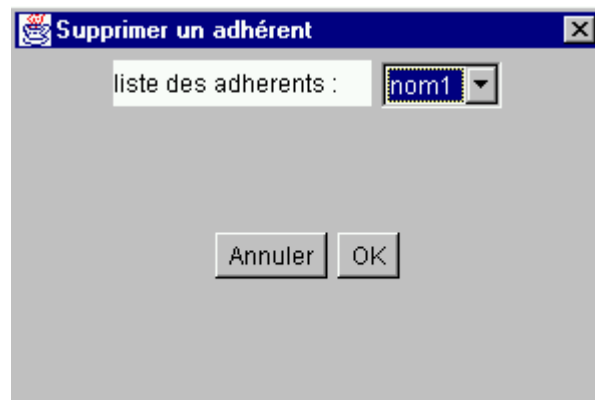 Supprimer un adhérent
liste des adherents : nom1
Annuler OK